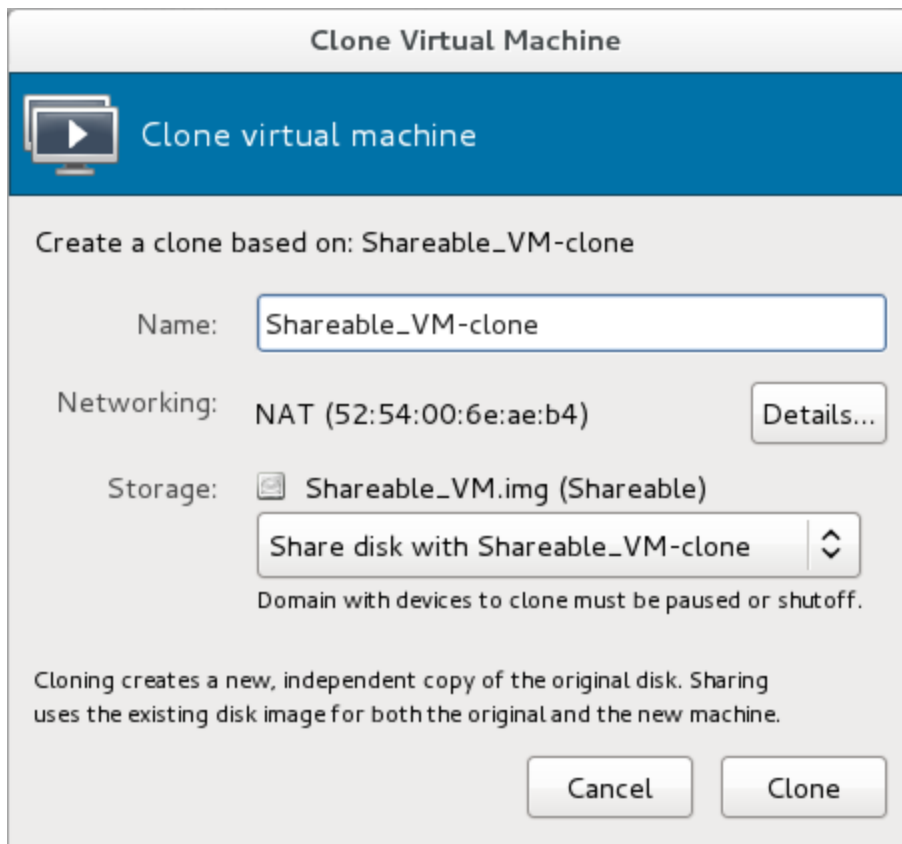 Clone Virtual Machine
Clone virtual machine
Create a clone based on: Shareable_VM-clone
Name: Shareable_VM-clone
Networking: NAT (52:54:00:6e:ae:b4) Details...
Storage: Shareable_VM.img (Shareable)
Share disk with Shareable_VM-clone
Domain with devices to clone must be paused or shutoff.
Cloning creates a new, independent copy of the original disk. Sharing
uses the existing disk image for both the original and the new machine.
Cancel Clone